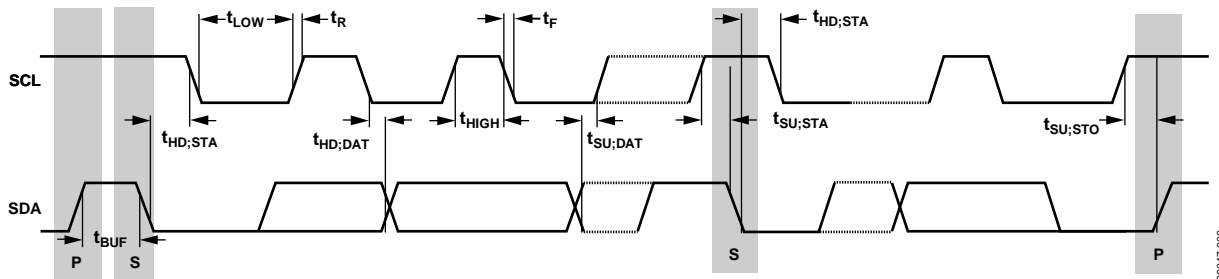 tLOW
tR
tF
tHD;STA
SCL
tHD;STA
tHD;DAT
tHIGH
tSU;DAT
tSU;STA
tSU;STO
SDA
tBUF
P
S
S
P